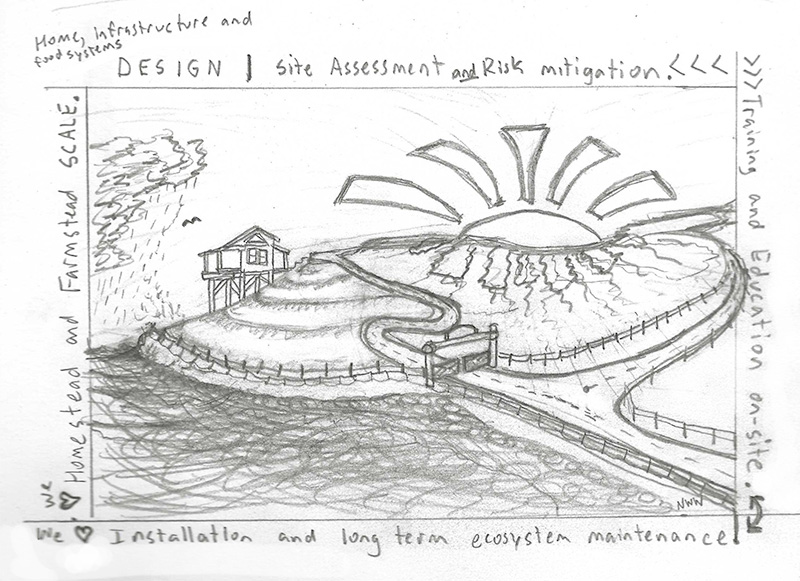 Home, infrastructure and
food systems
DESIGN | Site Assessment and Risk mitigation. <<<
>>> Training and Education on-site.
We ♡ Installation and long term ecosystem maintenance.
We ♥ Homestead and Farmstead SCALE.
NWW